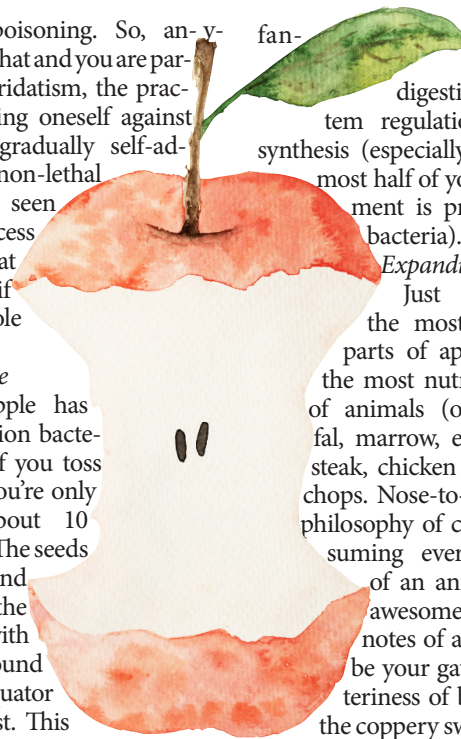 poisoning. So, an- y-
hat and you are par-
ridatism, the prac-
ing oneself against
gradually self-ad-
non-lethal
seen
cess
at
if
ple
e
pple has
ion bacte-
f you toss
ou're only
bout 10
The seeds
nd
the
with
ound
uator
st. This
fan-
digesti
tem regulatio
synthesis (especially
most half of yo
ment is pr
bacteria).
Expandi
Just
the most
parts of ap
the most nutr
of animals (o
fal, marrow, e
steak, chicken
chops. Nose-to-
philosophy of c
suming ever
of an an
awesome
notes of a
be your gat
teriness of b
the coppery sw